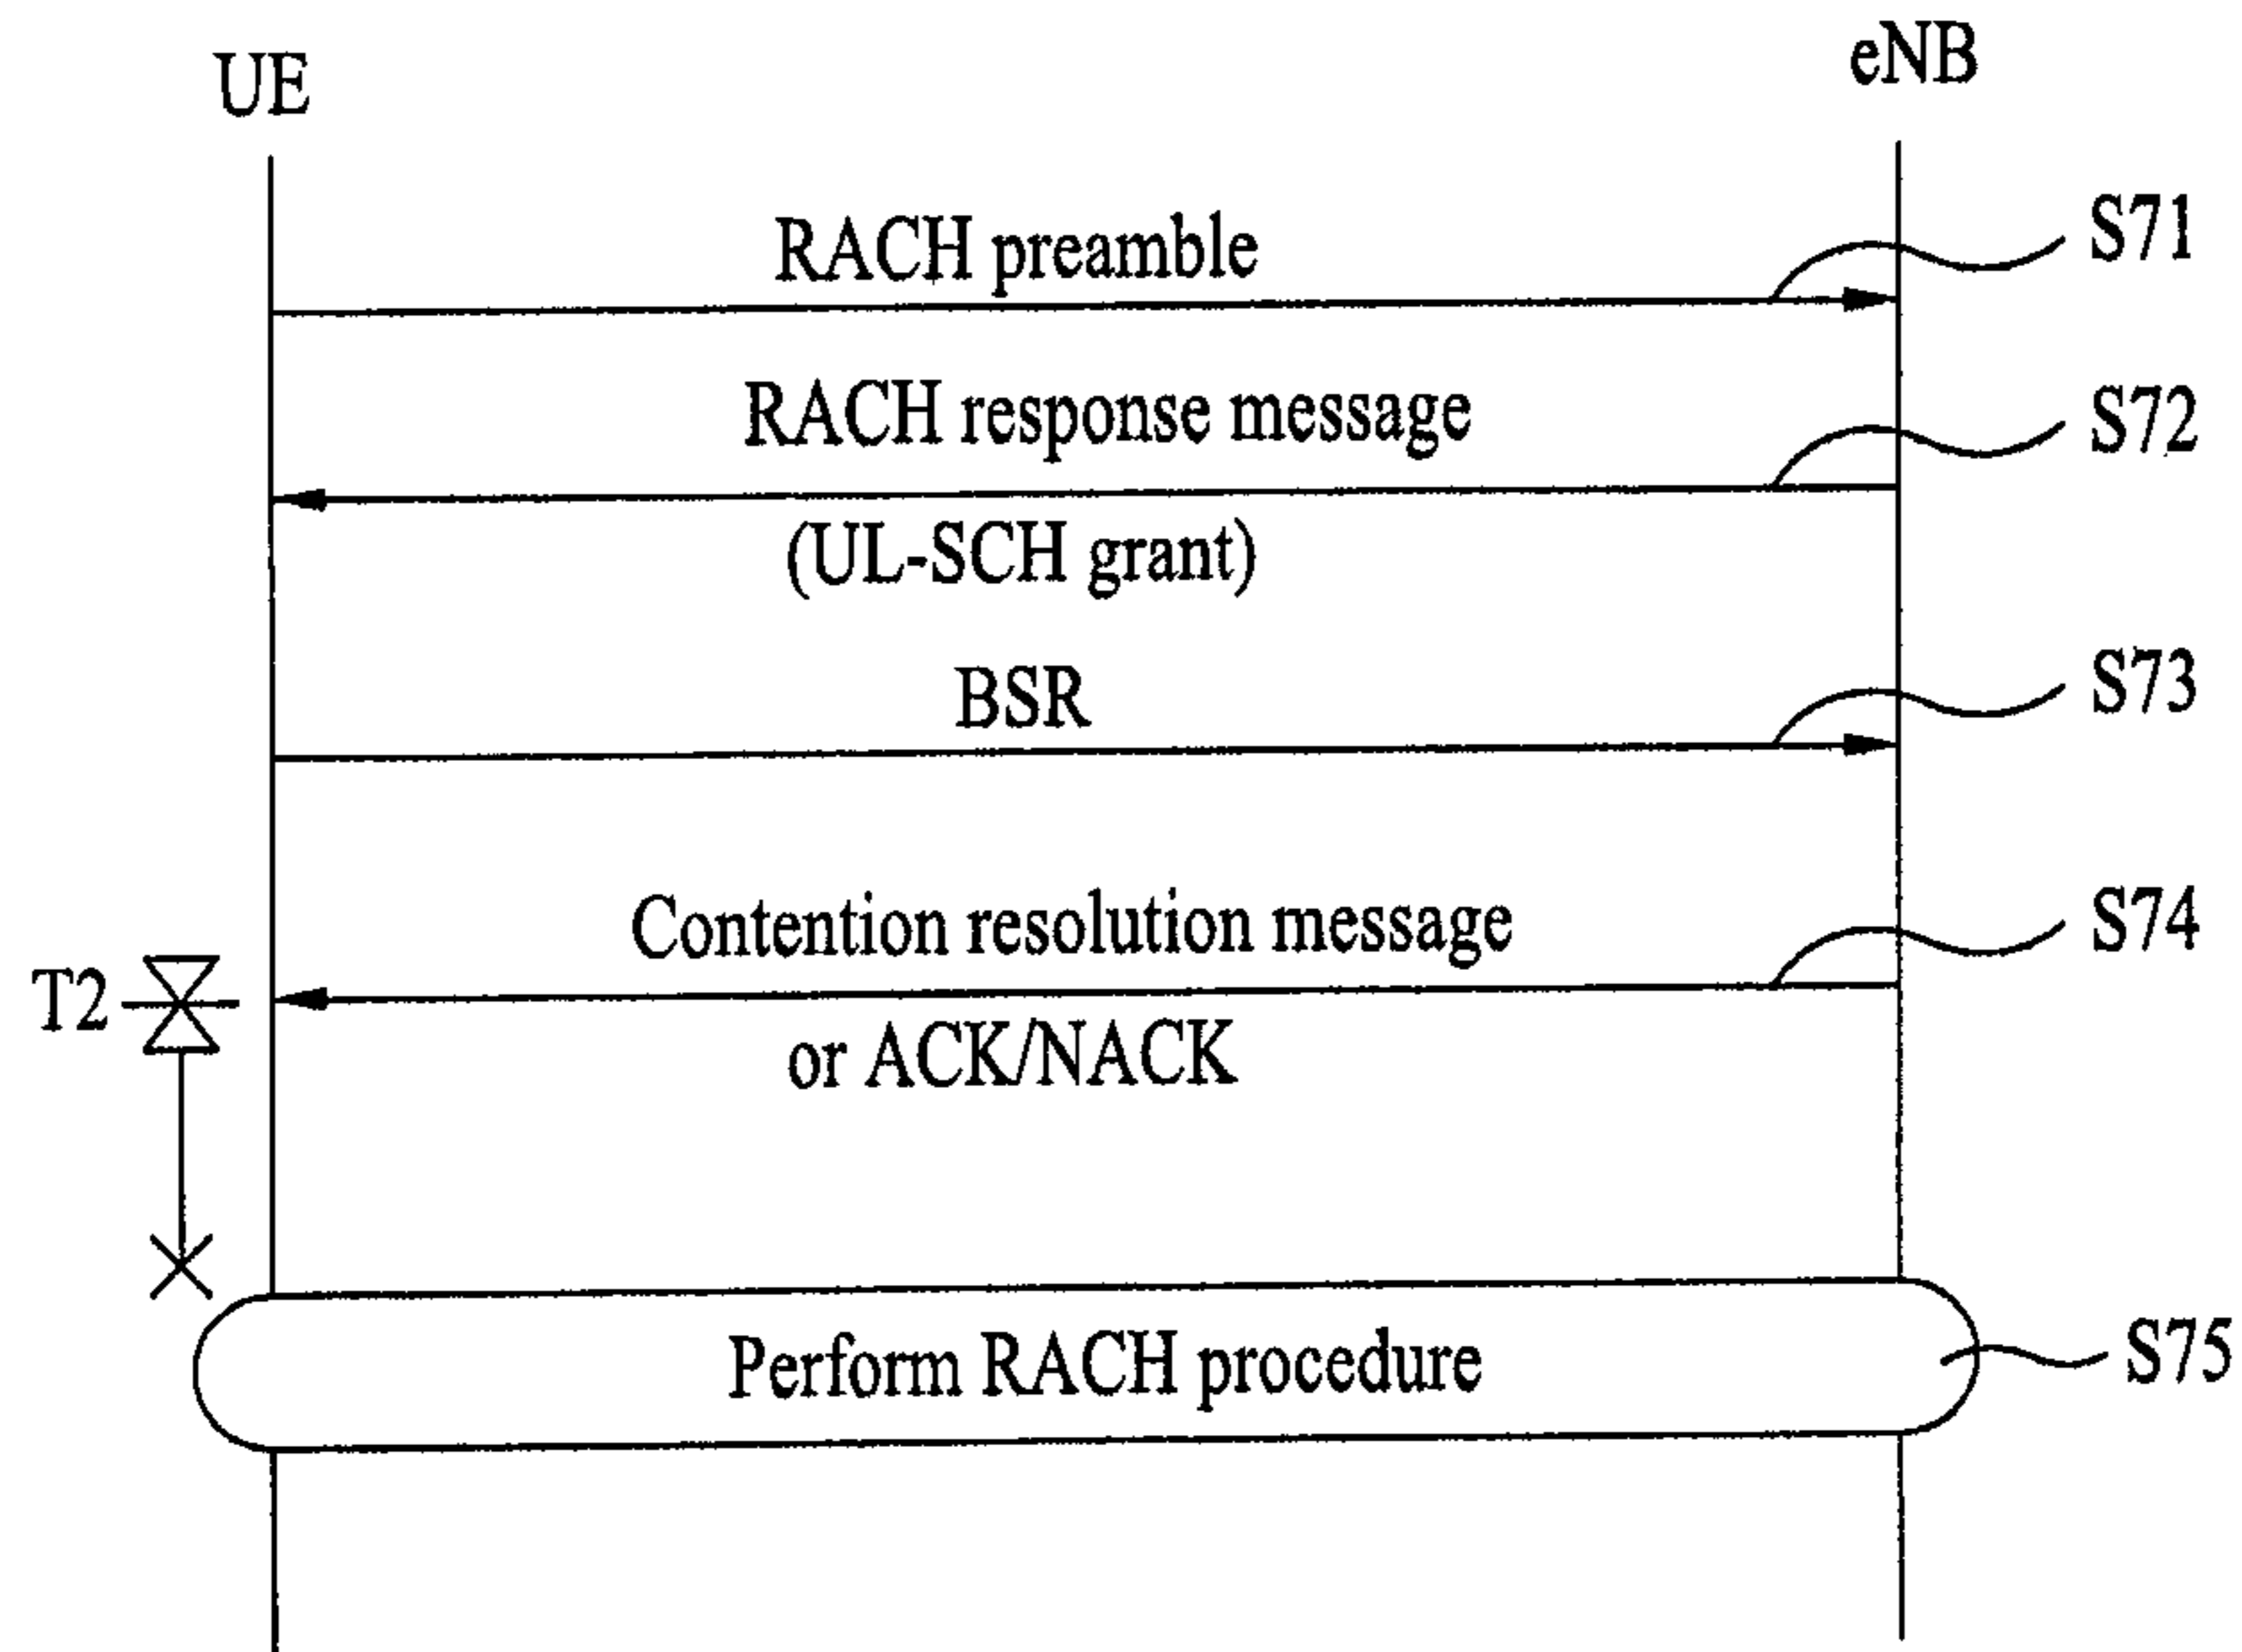 UE
eNB
RACH preamble
S71
RACH response message
S72
(UL-SCH grant)
BSR
S73
Contention resolution message
S74
T2
or ACK/NACK
Perform RACH procedure
S75